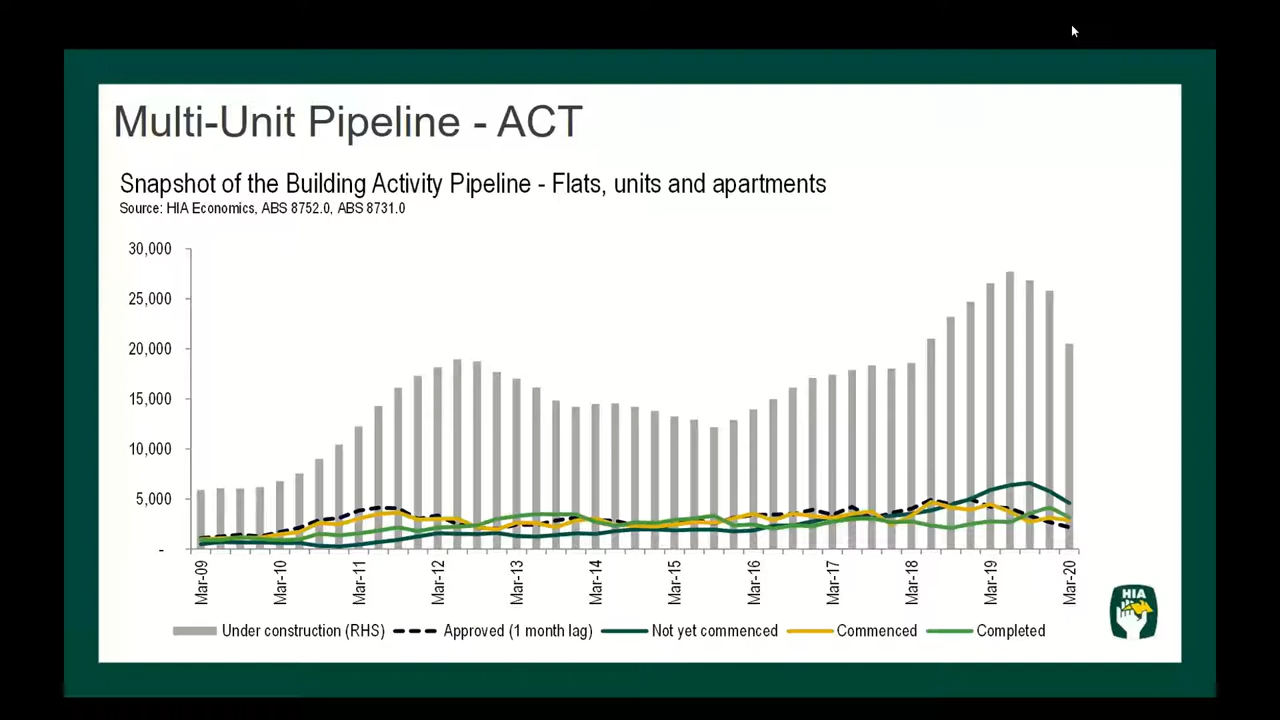 Multi-Unit Pipeline - ACT
Snapshot of the Building Activity Pipeline - Flats, units and apartments
Source: HIA Economics, ABS 8752.0, ABS 8731.0
30,000
25,000
20,000
15,000
10,000
5,000
-
Mar-09 Mar-10 Mar-11 Mar-12 Mar-13 Mar-14 Mar-15 Mar-16 Mar-17 Mar-18 Mar-19 Mar-20
Under construction (RHS) Approved (1 month lag) Not yet commenced Commenced Completed
HIA